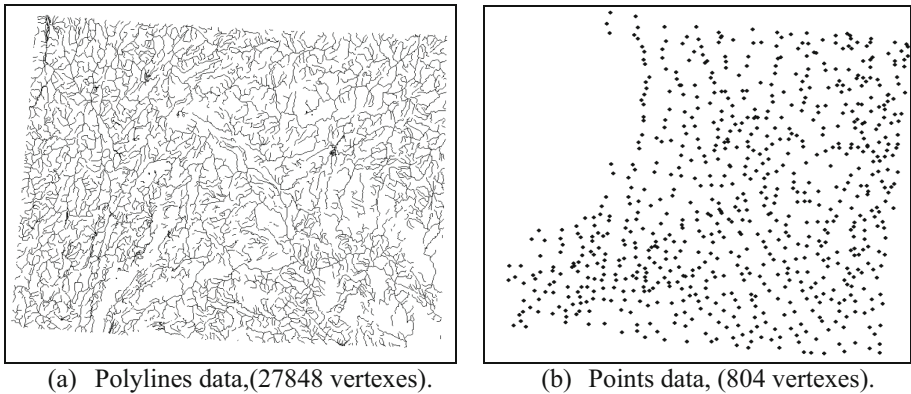 (a) Polylines data,(27848 vertexes).
(b) Points data, (804 vertexes).